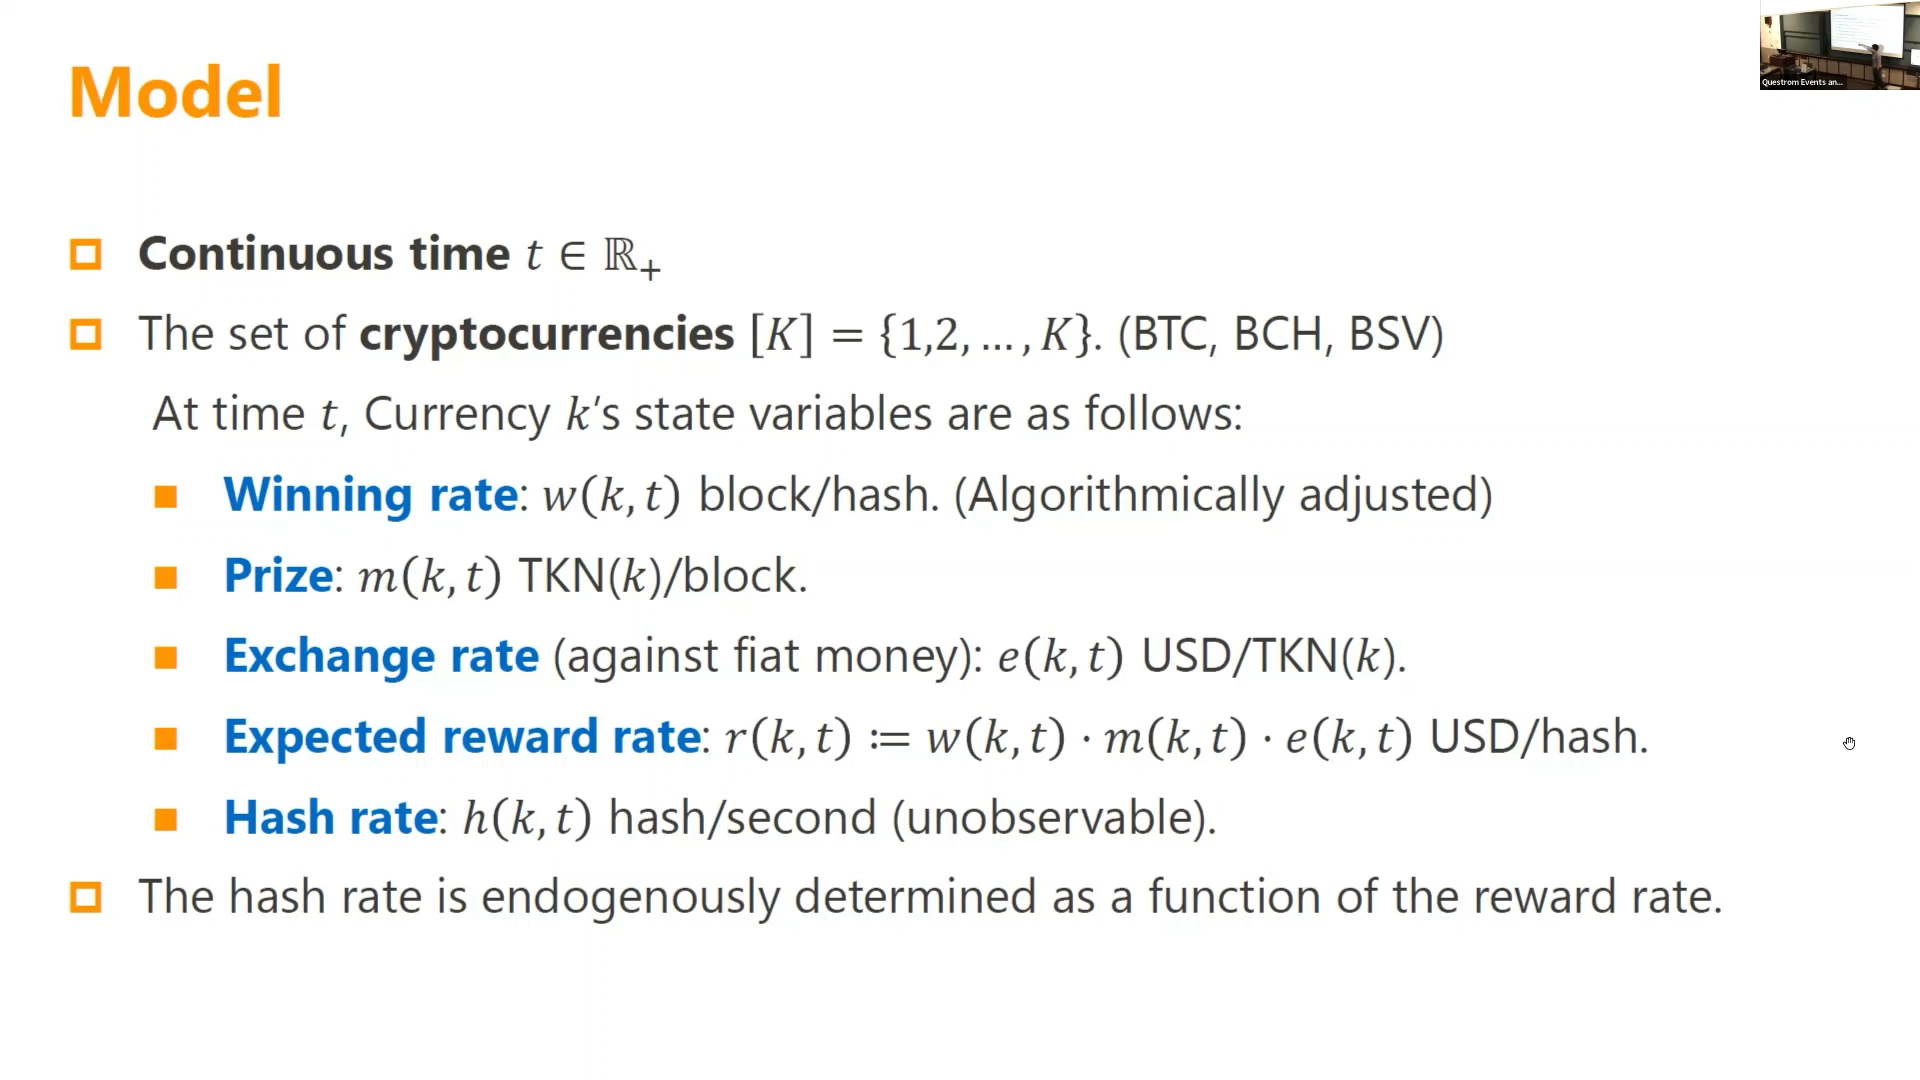 Model
Questrom Events an...
Continuous time t ∈ ℝ₊
The set of cryptocurrencies [K] = {1,2, … , K}. (BTC, BCH, BSV)
At time t, Currency k‘s state variables are as follows:
Winning rate: w(k, t) block/hash. (Algorithmically adjusted)
Prize: m(k, t) TKN(k)/block.
Exchange rate (against fiat money): e(k, t) USD/TKN(k).
Expected reward rate: r(k, t) ≔ w(k, t) · m(k, t) · e(k, t) USD/hash.
Hash rate: h(k, t) hash/second (unobservable).
The hash rate is endogenously determined as a function of the reward rate.